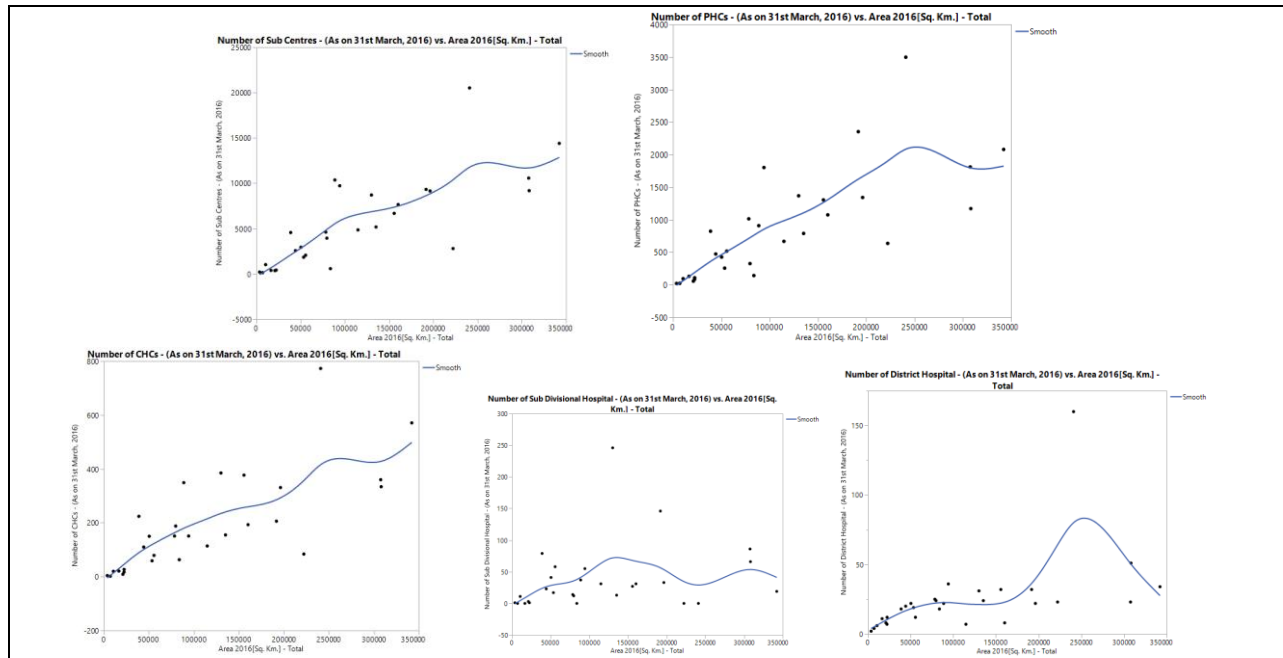 Number of Sub Centres - (As on 31st March, 2016) vs. Area 2016[Sq. Km.] - Total
Smooth
25000
20000
15000
10000
5000
0
-5000
Number of Sub Centres - (As on 31st March, 2016)
0 50000 100000 150000 200000 250000 300000 350000
Area 2016[Sq. Km.] - Total
Number of PHCs - (As on 31st March, 2016) vs. Area 2016[Sq. Km.] - Total
Smooth
4000
3500
3000
2500
2000
1500
1000
500
0
-500
Number of PHCs - (As on 31st March, 2016)
0 50000 100000 150000 200000 250000 300000 350000
Area 2016[Sq. Km.] - Total
Number of CHCs - (As on 31st March, 2016) vs. Area 2016[Sq. Km.] - Total
Smooth
800
600
400
200
0
-200
Number of CHCs - (As on 31st March, 2016)
0 50000 100000 150000 200000 250000 300000 350000
Area 2016[Sq. Km.] - Total
Number of Sub Divisional Hospital - (As on 31st March, 2016) vs. Area 2016[Sq.
Km.] - Total
Smooth
300
250
200
150
100
50
0
-50
Number of Sub Divisional Hospital - (As on 31st March, 2016)
0 50000 100000 150000 200000 250000 300000 350000
Area 2016[Sq. Km.] - Total
Number of District Hospital - (As on 31st March, 2016) vs. Area 2016[Sq. Km.] -
Total
Smooth
150
100
50
0
Number of District Hospital - (As on 31st March, 2016)
0 50000 100000 150000 200000 250000 300000 350000
Area 2016[Sq. Km.] - Total